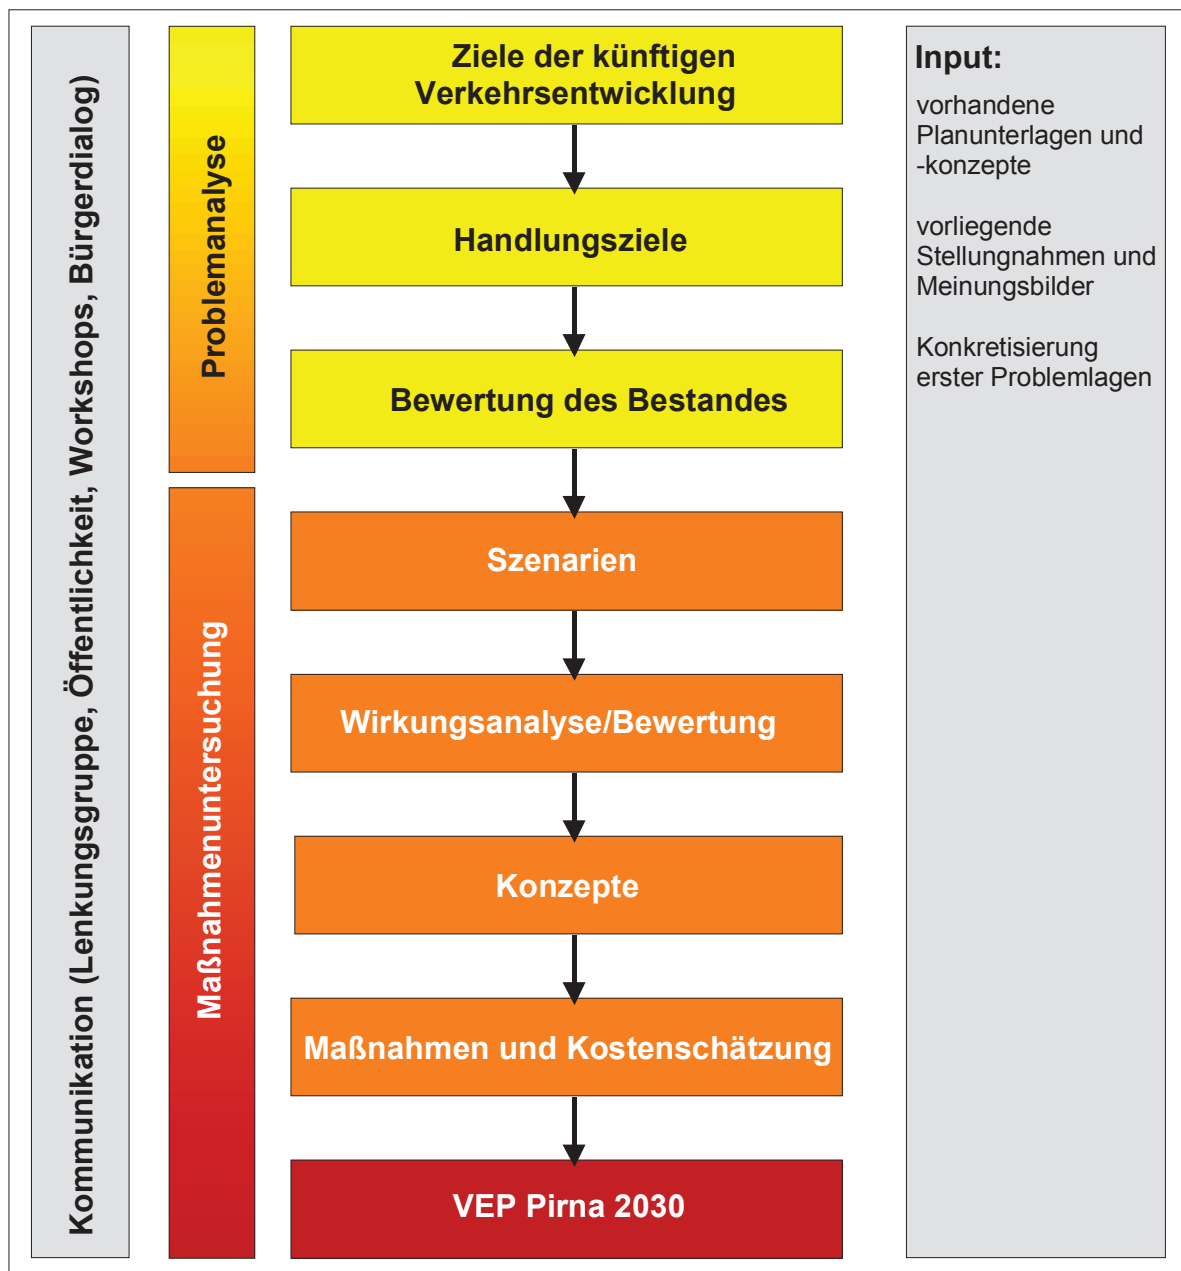 Kommunikation (Lenkungsgruppe, Öffentlichkeit, Workshops, Bürgerdialog)
Problemanalyse
Maßnahmenuntersuchung
Ziele der künftigen
Verkehrsentwicklung
Handlungsziele
Bewertung des Bestandes
Szenarien
Wirkungsanalyse/Bewertung
Konzepte
Maßnahmen und Kostenschätzung
VEP Pirna 2030
Input:
vorhandene
Planunterlagen und
-konzepte
vorliegende
Stellungnahmen und
Meinungsbilder
Konkretisierung
erster Problemlagen